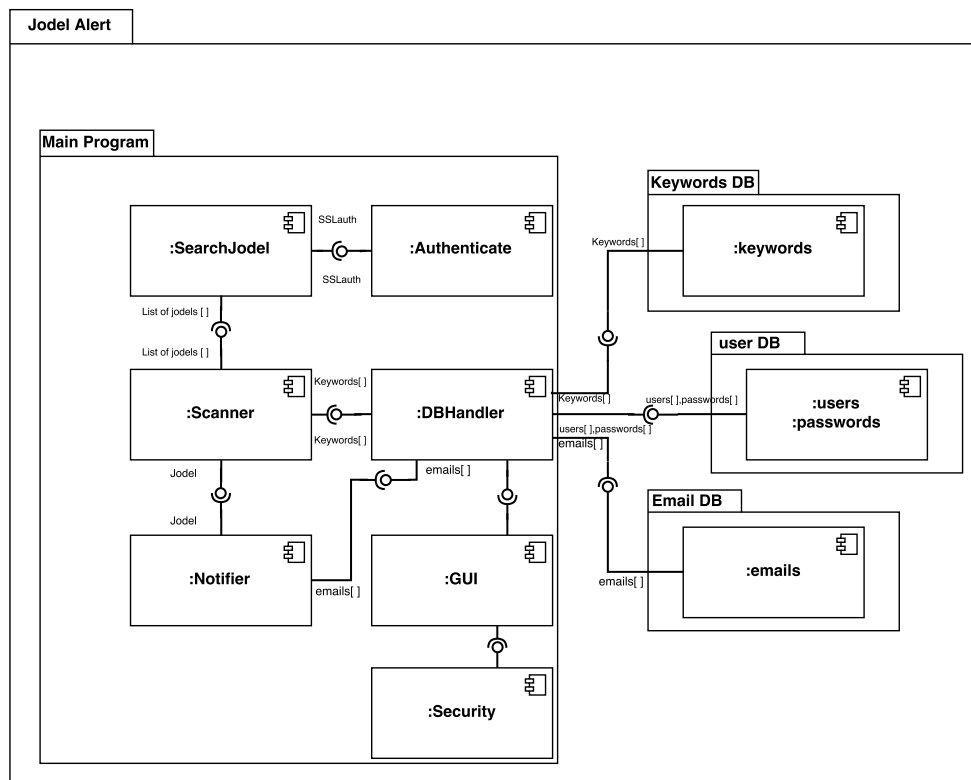 Jodel Alert
Main Program
Keywords DB
:SearchJodel
SSLauth
SSLauth
:Authenticate
Keywords[ ]
:keywords
List of jodels [ ]
List of jodels [ ]
user DB
:Scanner
Keywords[ ]
Keywords[ ]
:DBHandler
Keywords[ ]
users[ ],passwords[ ]
users[ ],passwords[ ]
:users
:passwords
emails[ ]
emails[ ]
Jodel
Jodel
Email DB
:Notifier
emails[ ]
:GUI
emails[ ]
:emails
:Security